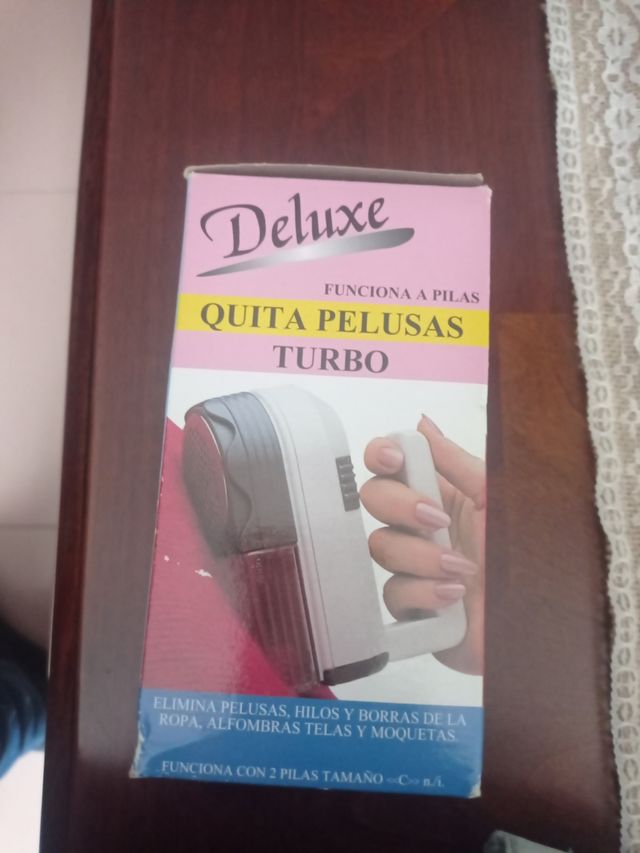 Deluxe
FUNCIONA A PILAS
QUITA PELUSAS
TURBO
ELIMINA PELUSAS, HILOS Y BORRAS DE LA
ROPA, ALFOMBRAS TELAS Y MOQUETAS
FUNCIONA CON 2 PILAS TAMAÑO «C» n./i.